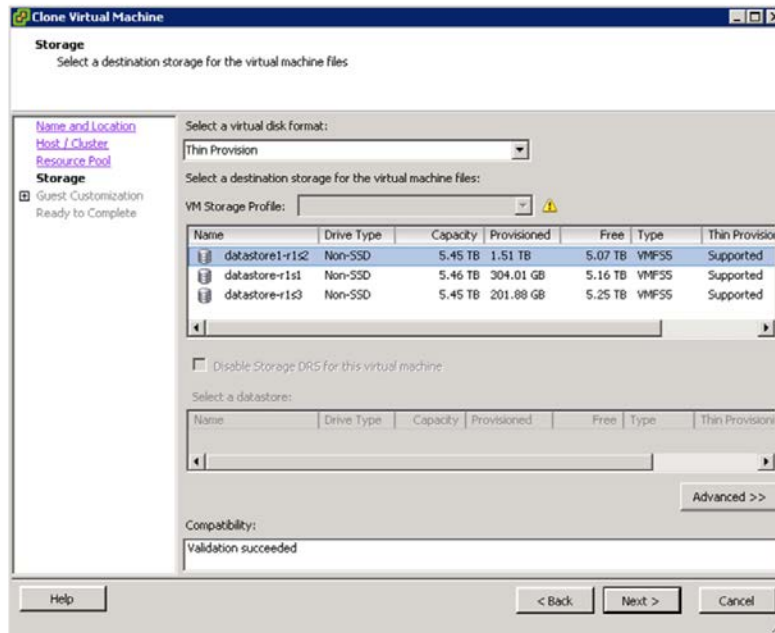 Clone Virtual Machine
Storage
Select a destination storage for the virtual machine files
Name and Location
Host / Cluster
Resource Pool
Storage
Guest Customization
Ready to Complete
Select a virtual disk format:
Thin Provision
Select a destination storage for the virtual machine files:
VM Storage Profile:
Name Drive Type Capacity Provisioned Free Type Thin Provision
datastore1-r1s2 Non-SSD 5.45 TB 1.51 TB 5.07 TB VMFS5 Supported
datastore-r1s1 Non-SSD 5.46 TB 304.01 GB 5.16 TB VMFS5 Supported
datastore-r1s3 Non-SSD 5.45 TB 201.88 GB 5.25 TB VMFS5 Supported
Disable Storage DRS for this virtual machine
Select a datastore:
Name Drive Type Capacity Provisioned Free Type Thin Provisioni
Advanced >>
Compatibility:
Validation succeeded
Help < Back Next > Cancel